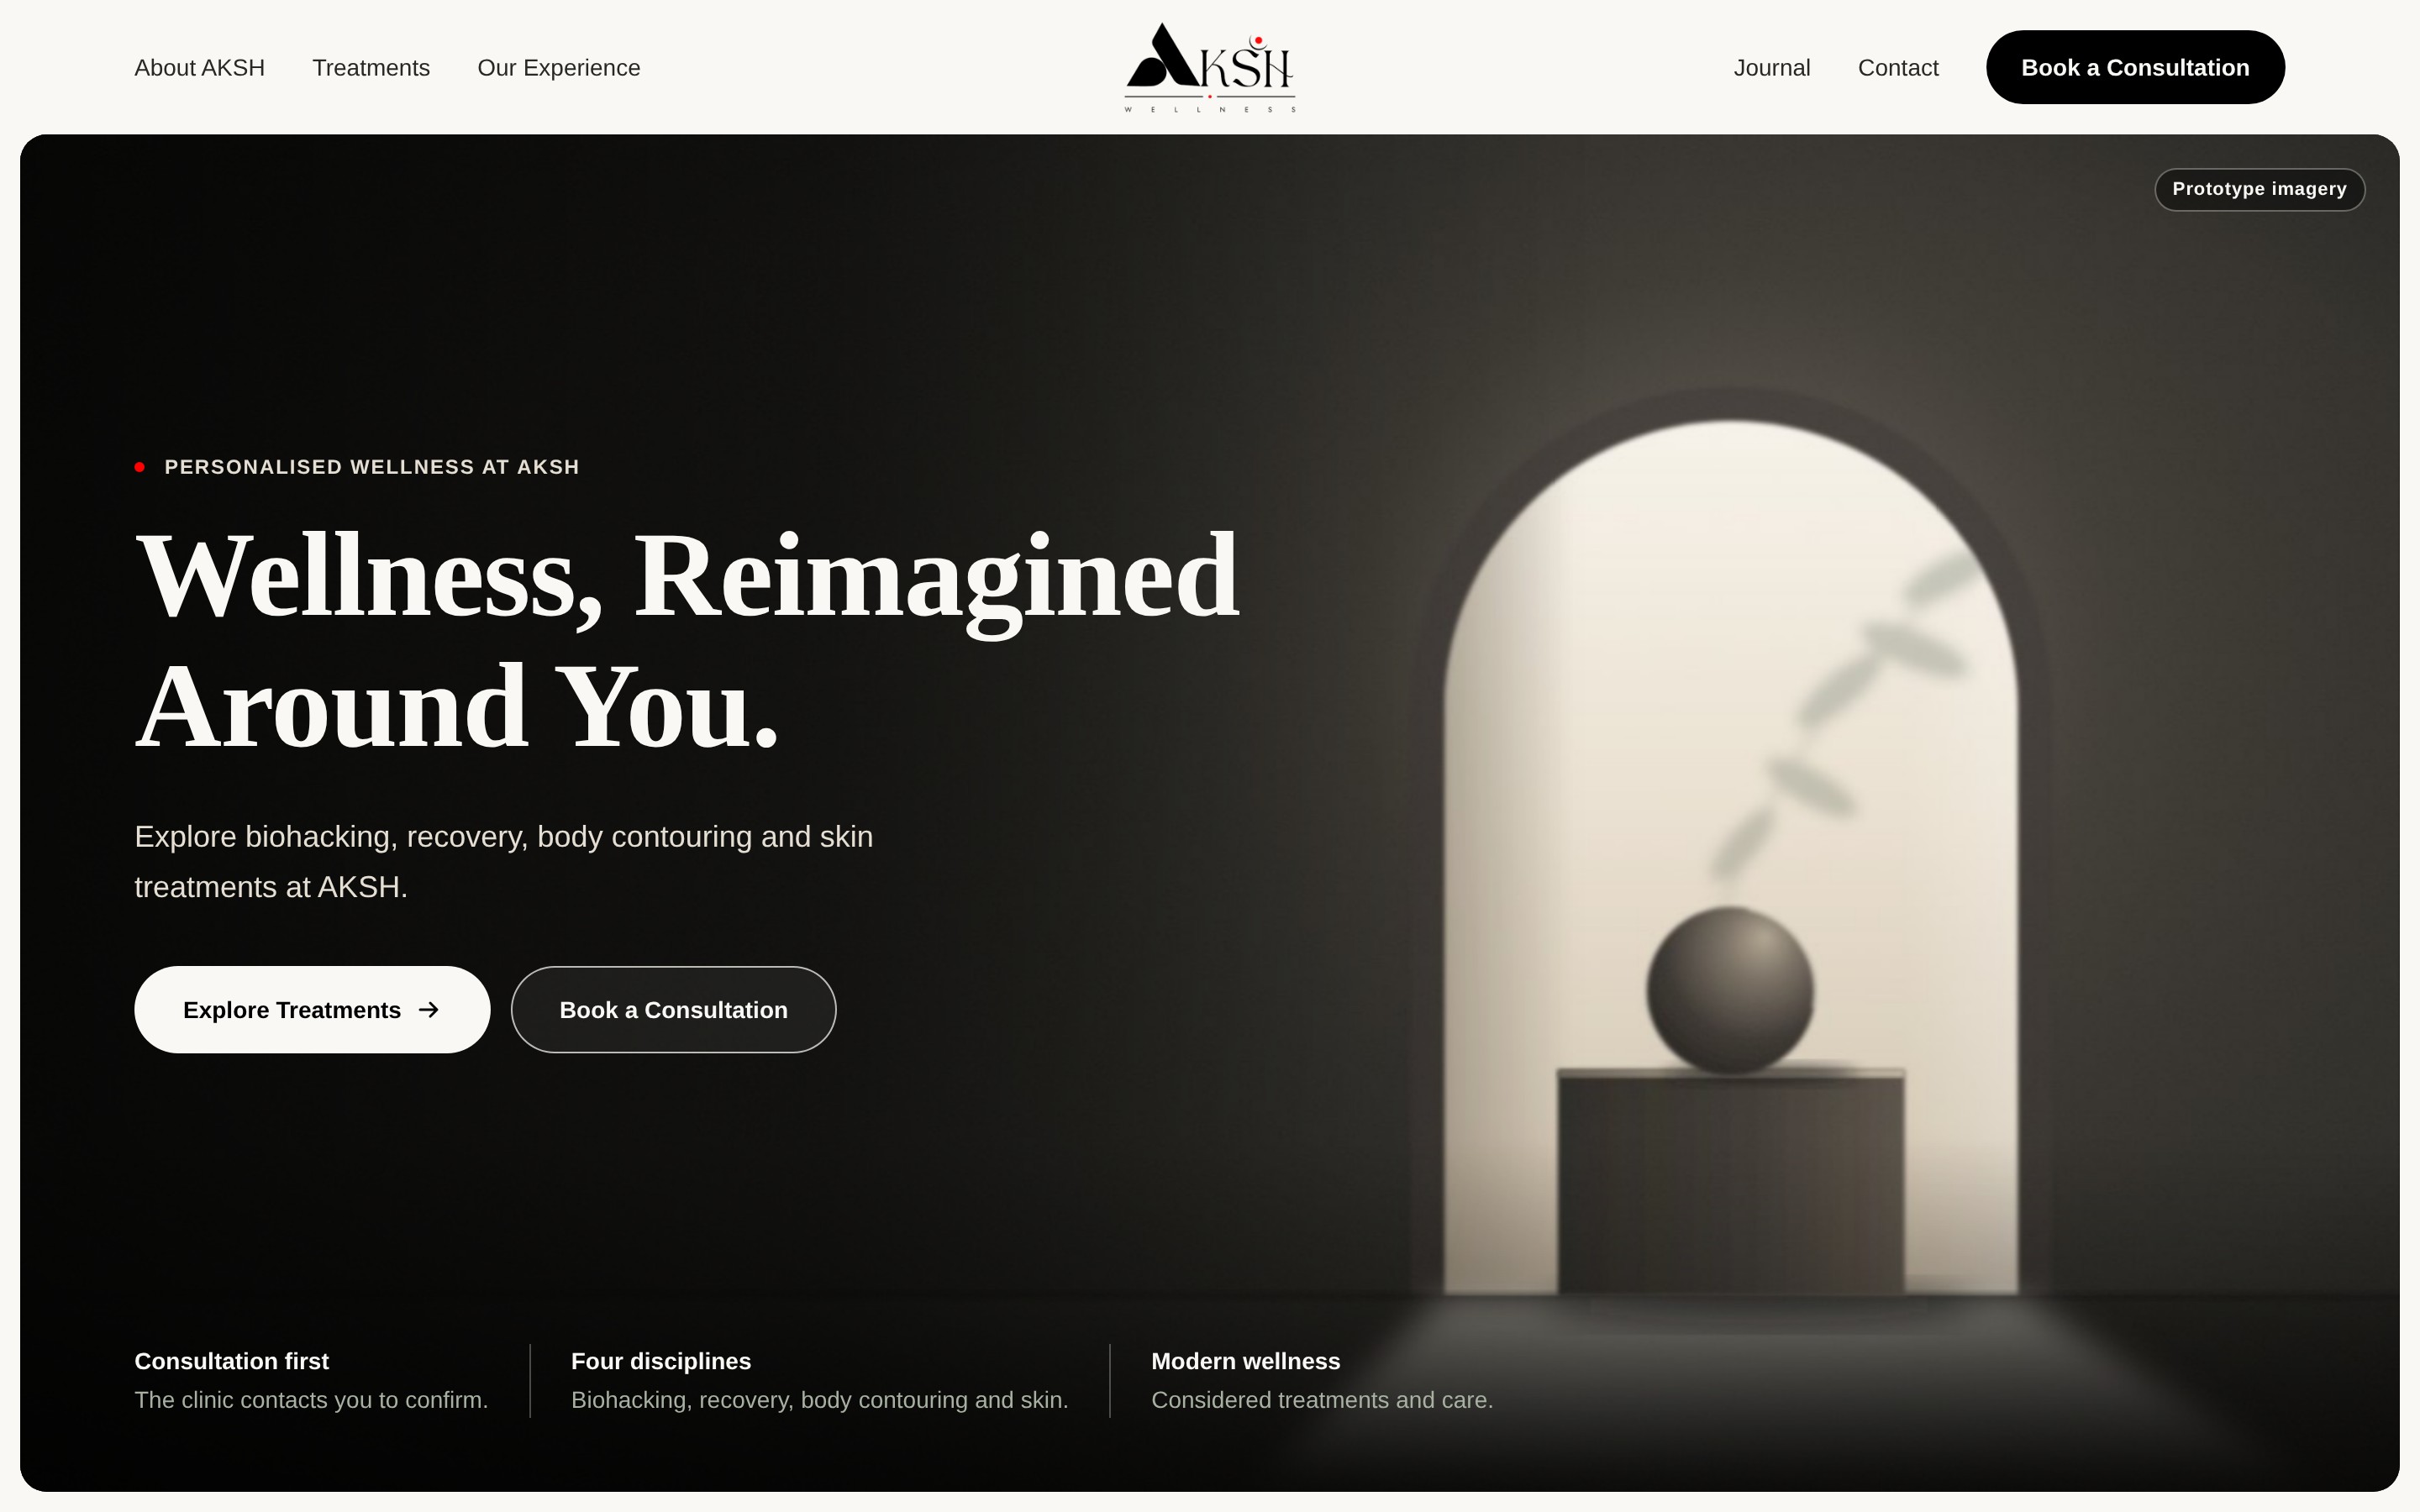 About AKSH
Treatments
Our Experience
AKSH
WELLNESS
Journal
Contact
Book a Consultation
Prototype imagery
PERSONALISED WELLNESS AT AKSH
Wellness, Reimagined
Around You.
Explore biohacking, recovery, body contouring and skin
treatments at AKSH.
Explore Treatments →
Book a Consultation
Consultation first
The clinic contacts you to confirm.
Four disciplines
Biohacking, recovery, body contouring and skin.
Modern wellness
Considered treatments and care.